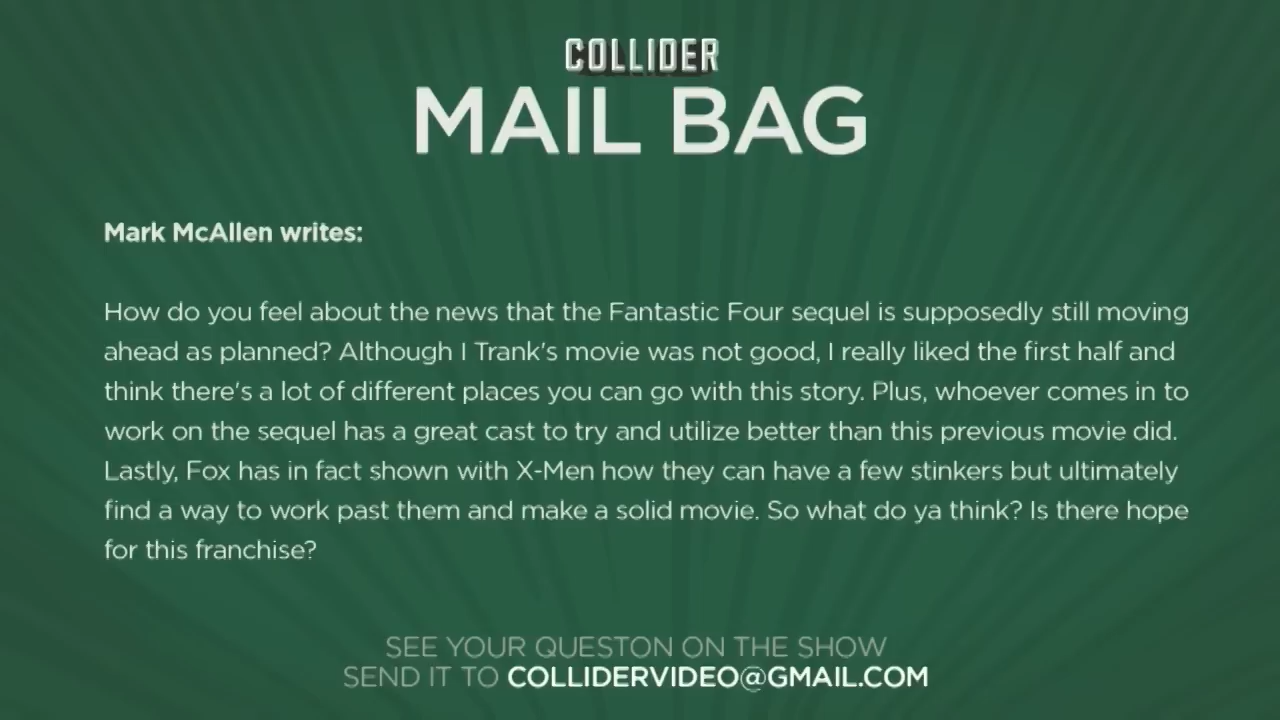 COLLIDER
MAIL BAG
Mark McAllen writes:
How do you feel about the news that the Fantastic Four sequel is supposedly still moving
ahead as planned? Although I Trank's movie was not good, I really liked the first half and
think there's a lot of different places you can go with this story. Plus, whoever comes in to
work on the sequel has a great cast to try and utilize better than this previous movie did.
Lastly, Fox has in fact shown with X-Men how they can have a few stinkers but ultimately
find a way to work past them and make a solid movie. So what do ya think? Is there hope
for this franchise?
SEE YOUR QUESTON ON THE SHOW
SEND IT TO COLLIDERVIDEO@GMAIL.COM